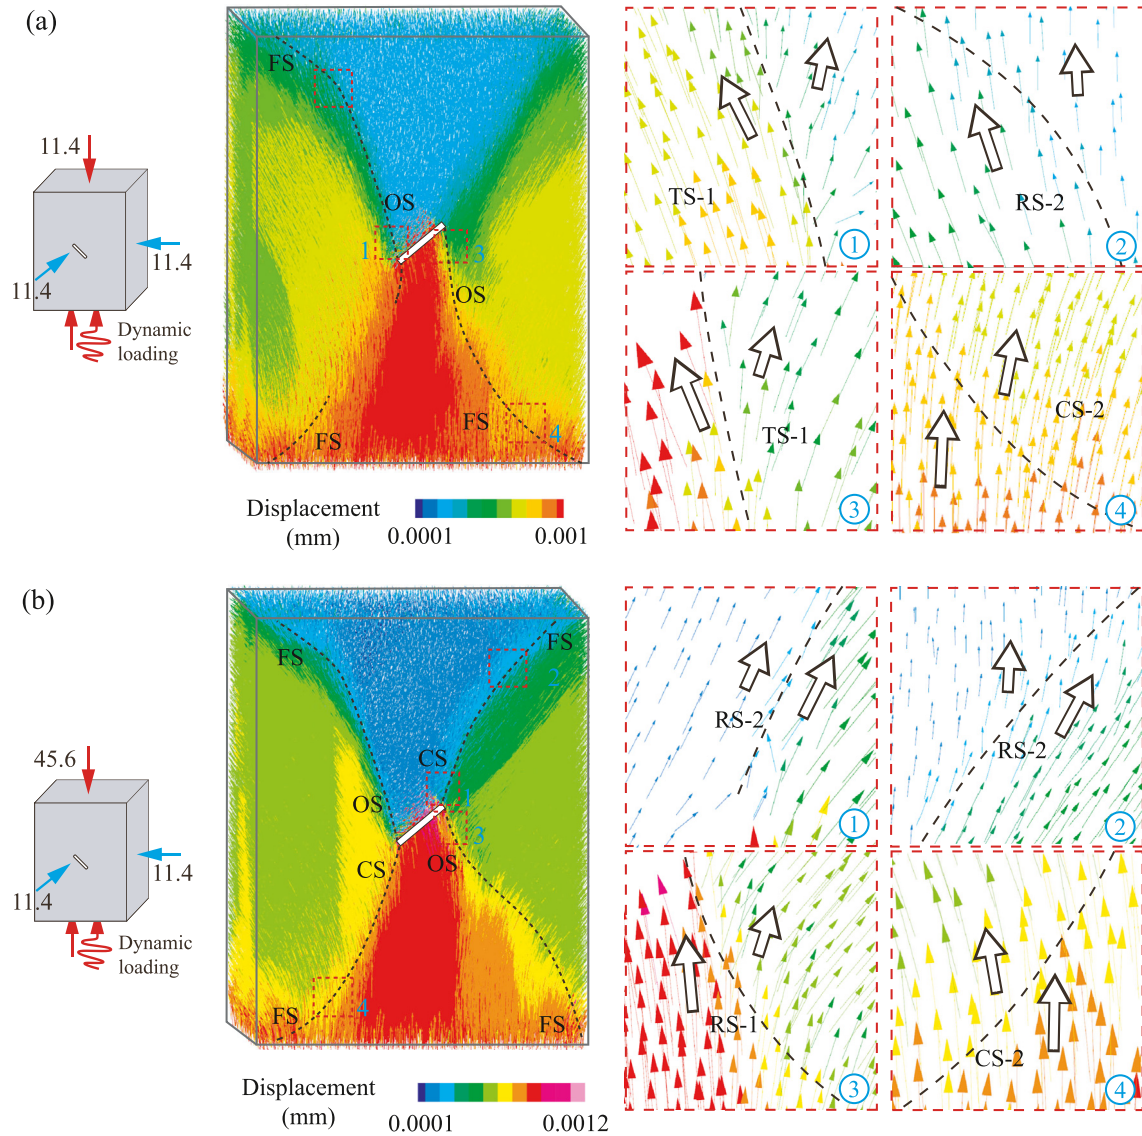 (a)
11.4
11.4
11.4
Dynamic
loading
FS
OS
1
3
OS
FS
FS
4
Displacement
(mm)
0.0001
0.001
TS-1
1
RS-2
2
TS-1
3
CS-2
4
(b)
45.6
11.4
11.4
Dynamic
loading
FS
FS
2
CS
1
OS
3
CS
OS
4
FS
FS
Displacement
(mm)
0.0001
0.0012
RS-2
1
RS-2
2
RS-1
3
CS-2
4